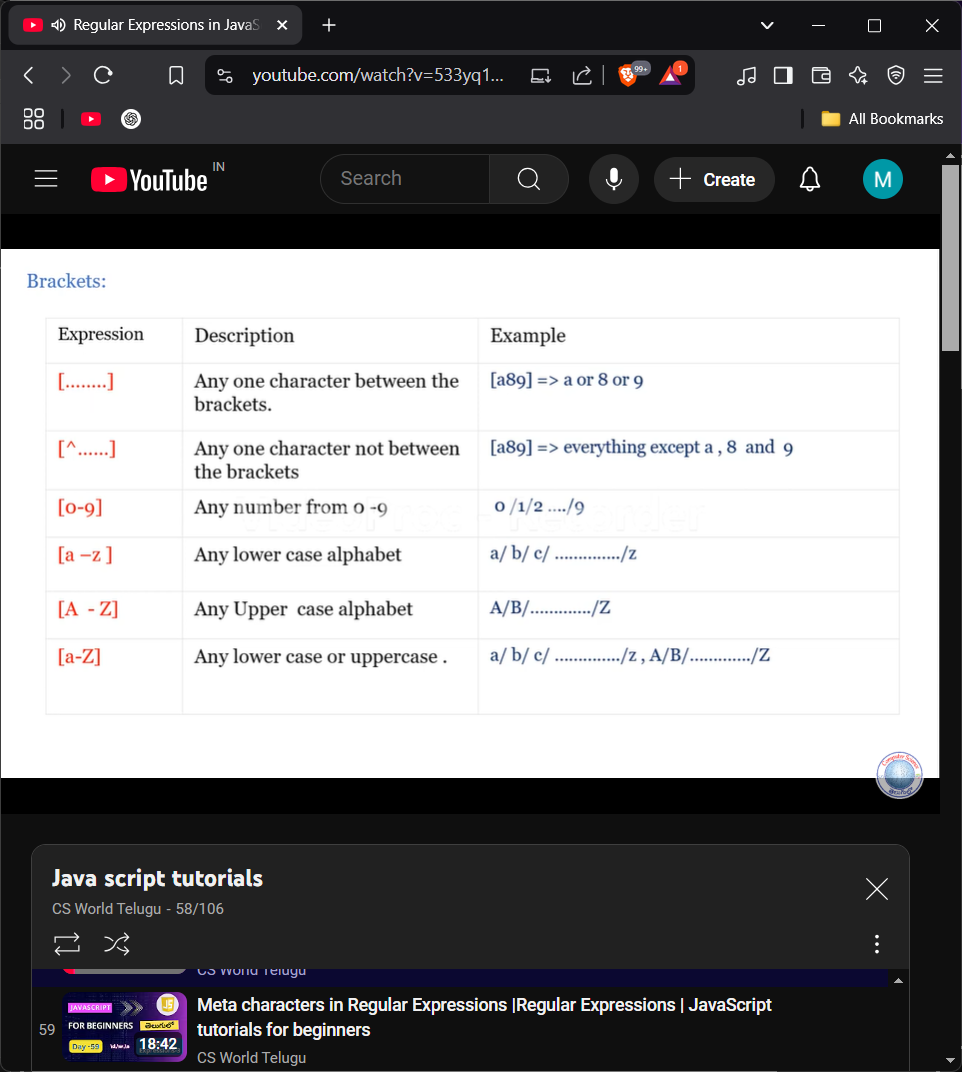 Regular Expressions in JavaS
youtube.com/watch?v=533yq1...
99+
1
All Bookmarks
YouTube IN
Search
Create
M
Brackets:
Expression Description Example
[........] Any one character between the [a89] => a or 8 or 9
brackets.
[^......] Any one character not between [a89] => everything except a , 8 and 9
the brackets
[0-9] Any number from 0 -9 0 /1/2 ..../9
[a –z ] Any lower case alphabet a/ b/ c/ ............../z
[A - Z] Any Upper case alphabet A/B/............./Z
[a-Z] Any lower case or uppercase . a/ b/ c/ ............../z , A/B/............./Z
Computer Science
Java script tutorials
CS World Telugu - 58/106
CS World Telugu
59
JAVASCRIPT
JS
FOR BEGINNERS
తెలుగులో
Day -59
18:42
Meta characters in Regular Expressions |Regular Expressions | JavaScript
tutorials for beginners
CS World Telugu